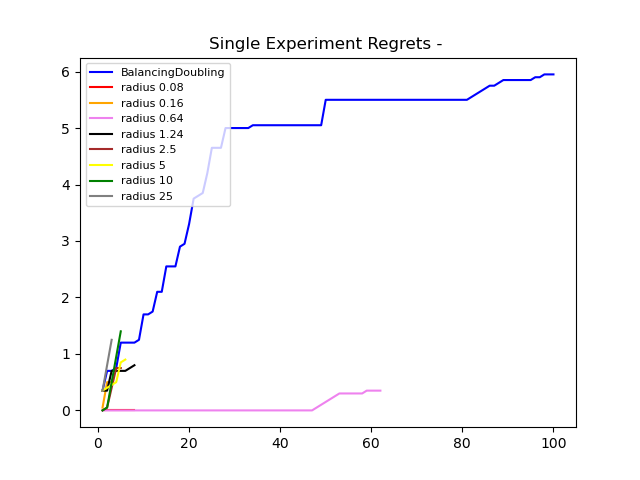 Single Experiment Regrets -
BalancingDoubling
radius 0.08
radius 0.16
radius 0.64
radius 1.24
radius 2.5
radius 5
radius 10
radius 25
6
5
4
3
2
1
0
0 20 40 60 80 100